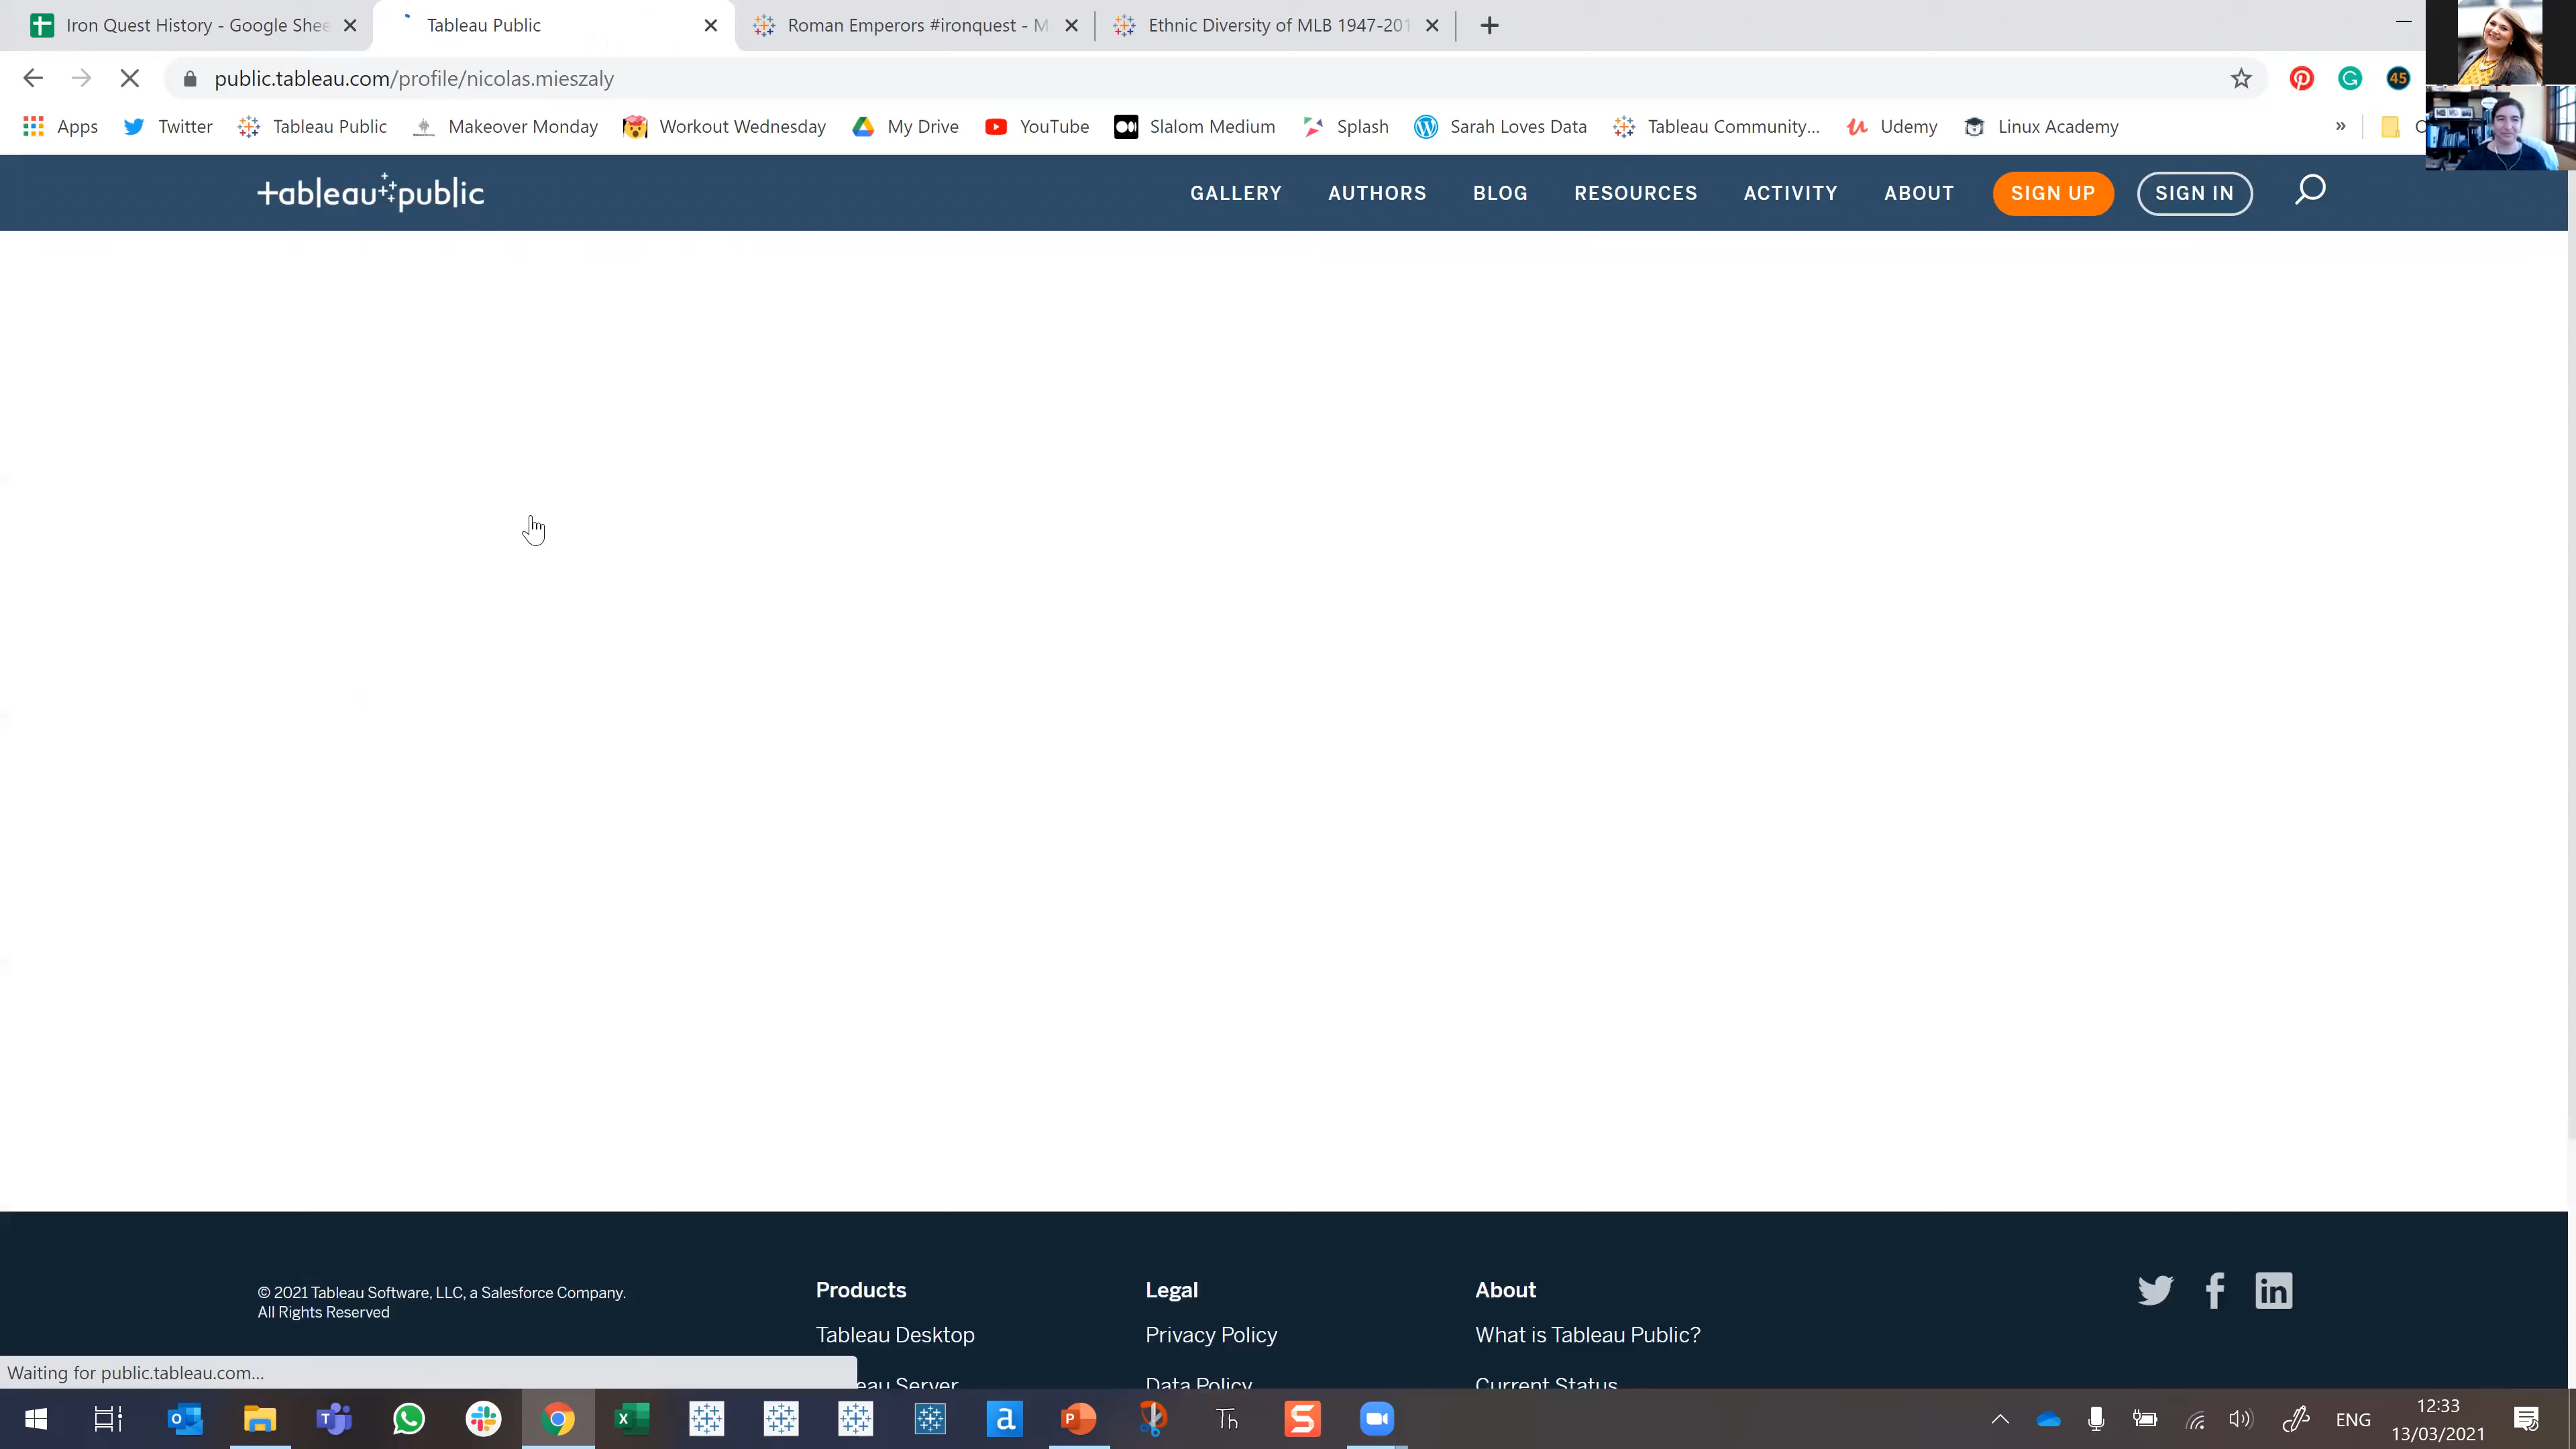 Iron Quest History - Google Shee
Tableau Public
Roman Emperors #ironquest - M
Ethnic Diversity of MLB 1947-201
public.tableau.com/profile/nicolas.mieszaly
45
Apps
Twitter
Tableau Public
Makeover Monday
Workout Wednesday
My Drive
YouTube
Slalom Medium
Splash
Sarah Loves Data
Tableau Community...
Udemy
Linux Academy
»
tableau public
GALLERY
AUTHORS
BLOG
RESOURCES
ACTIVITY
ABOUT
SIGN UP
SIGN IN
© 2021 Tableau Software, LLC, a Salesforce Company.
All Rights Reserved
Products
Tableau Desktop
eau Server
Legal
Privacy Policy
Data Policy
About
What is Tableau Public?
Current Status
Waiting for public.tableau.com...
Th
ENG
12:33
13/03/2021